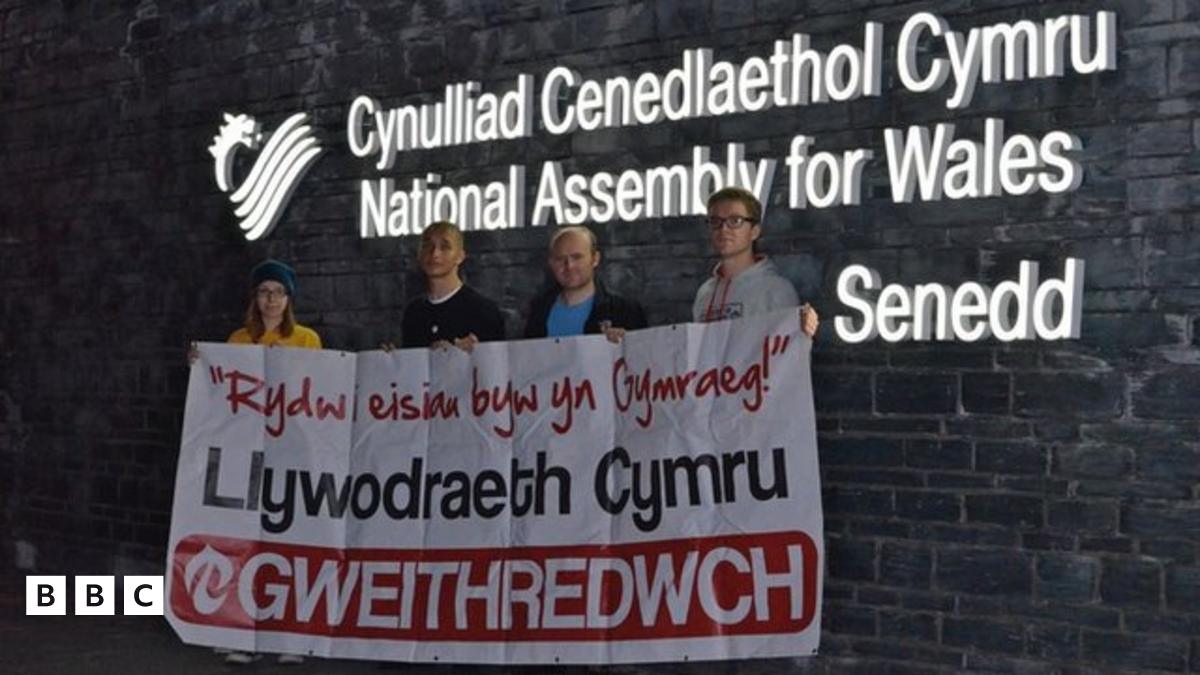 Cynulliad Cenedlaethol Cymru
National Assembly for Wales
Senedd
"Rydw i eisiau byw yn Gymraeg!"
Llywodraeth Cymru
GWEITHREDWCH
BBC